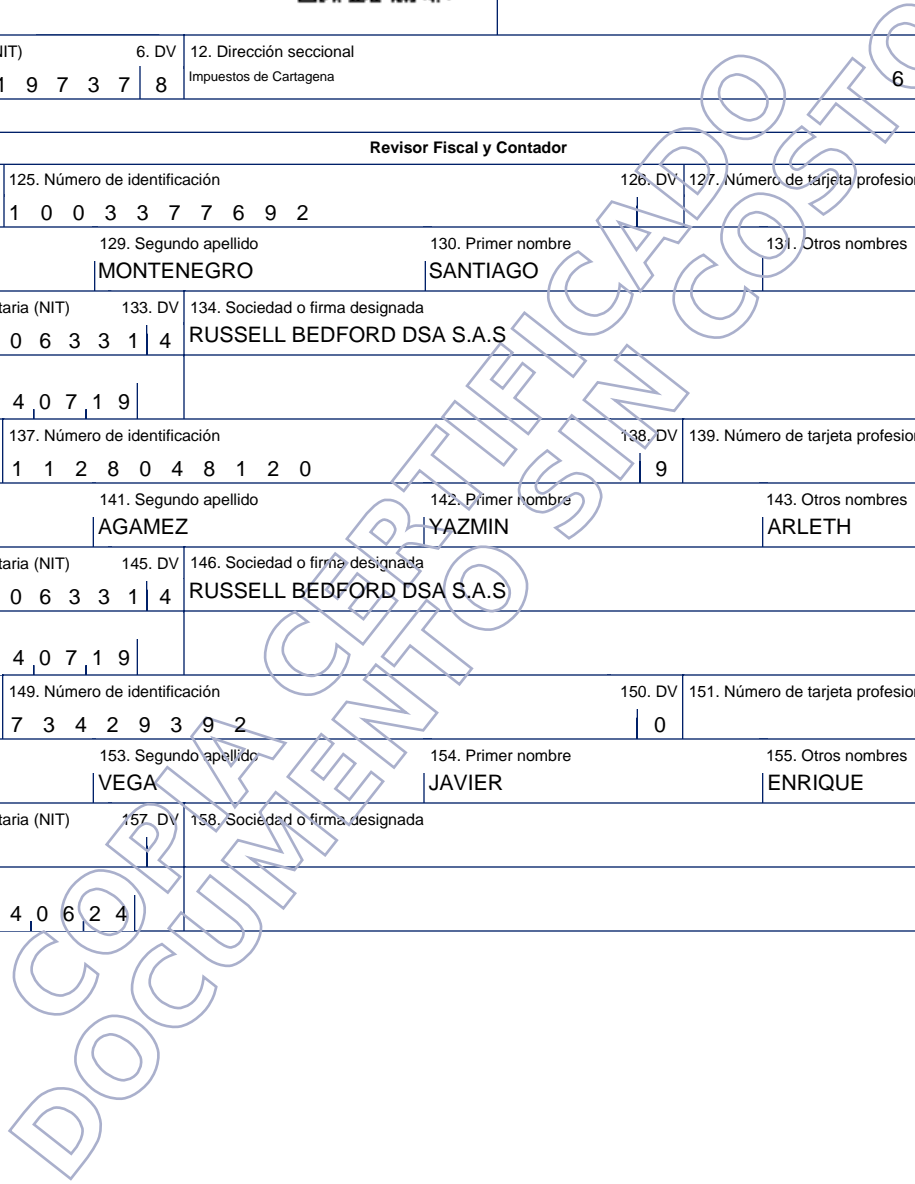 6. DV 12. Dirección seccional
9 7 3 7 8 Impuestos de Cartagena 6
Revisor Fiscal y Contador
125. Número de identificación 126. DV 127. Número de tarjeta
1 0 0 3 3 7 7 6 9 2
129. Segundo apellido 130. Primer nombre 131. Otros nombres
MONTENEGRO SANTIAGO
(NIT) 133. DV 134. Sociedad o firma designada
0 6 3 3 1 4 RUSSELL BEDFORD DSA S.A.S
4 0 7 1 9
137. Número de identificación 138. DV 139. Número de tarjeta
1 1 2 8 0 4 8 1 2 0 9
141. Segundo apellido 142. Primer nombre 143. Otros nombres
AGAMEZ YAZMIN ARLETH
(NIT) 145. DV 146. Sociedad o firma designada
0 6 3 3 1 4 RUSSELL BEDFORD DSA S.A.S
4 0 7 1 9
149. Número de identificación 150. DV 151. Número de tarjeta
7 3 4 2 9 3 9 2 0
153. Segundo apellido 154. Primer nombre 155. Otros nombres
VEGA JAVIER ENRIQUE
(NIT) 157. DV 158. Sociedad o firma designada
4 0 6 2 4
COPIA CERTIFICADO
DOCUMENTO SIN COSTO